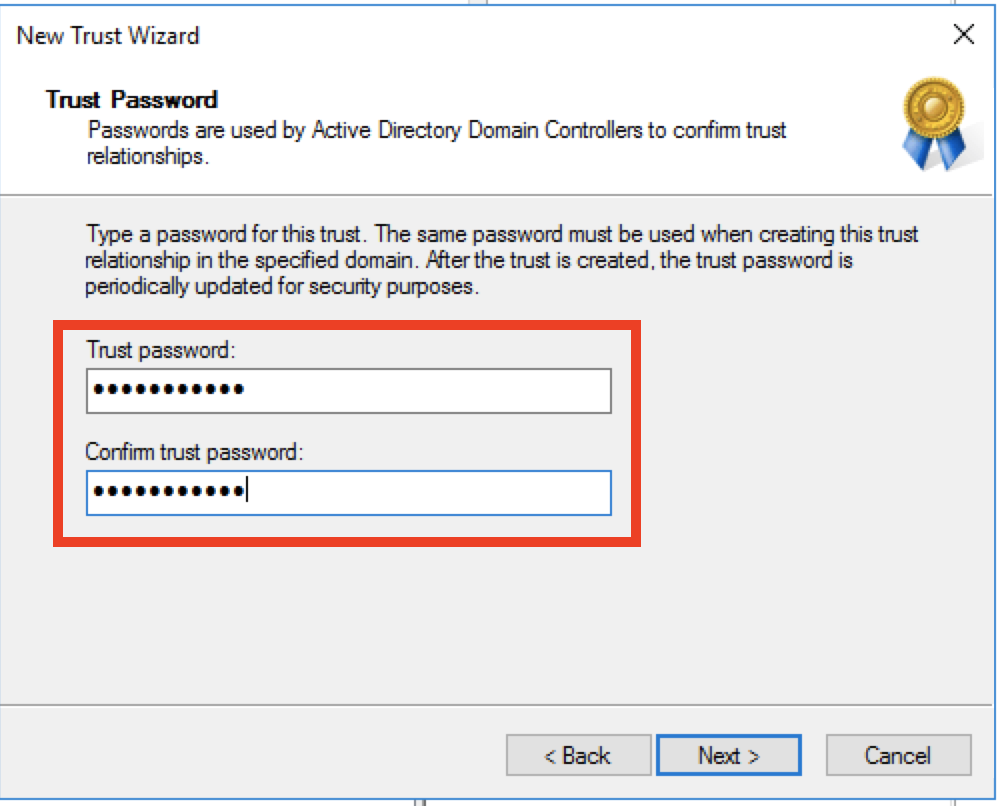 New Trust Wizard
Trust Password
Passwords are used by Active Directory Domain Controllers to confirm trust
relationships.
Type a password for this trust. The same password must be used when creating this trust
relationship in the specified domain. After the trust is created, the trust password is
periodically updated for security purposes.
Trust password:
●●●●●●●●●●●
Confirm trust password:
●●●●●●●●●●●
< Back
Next >
Cancel